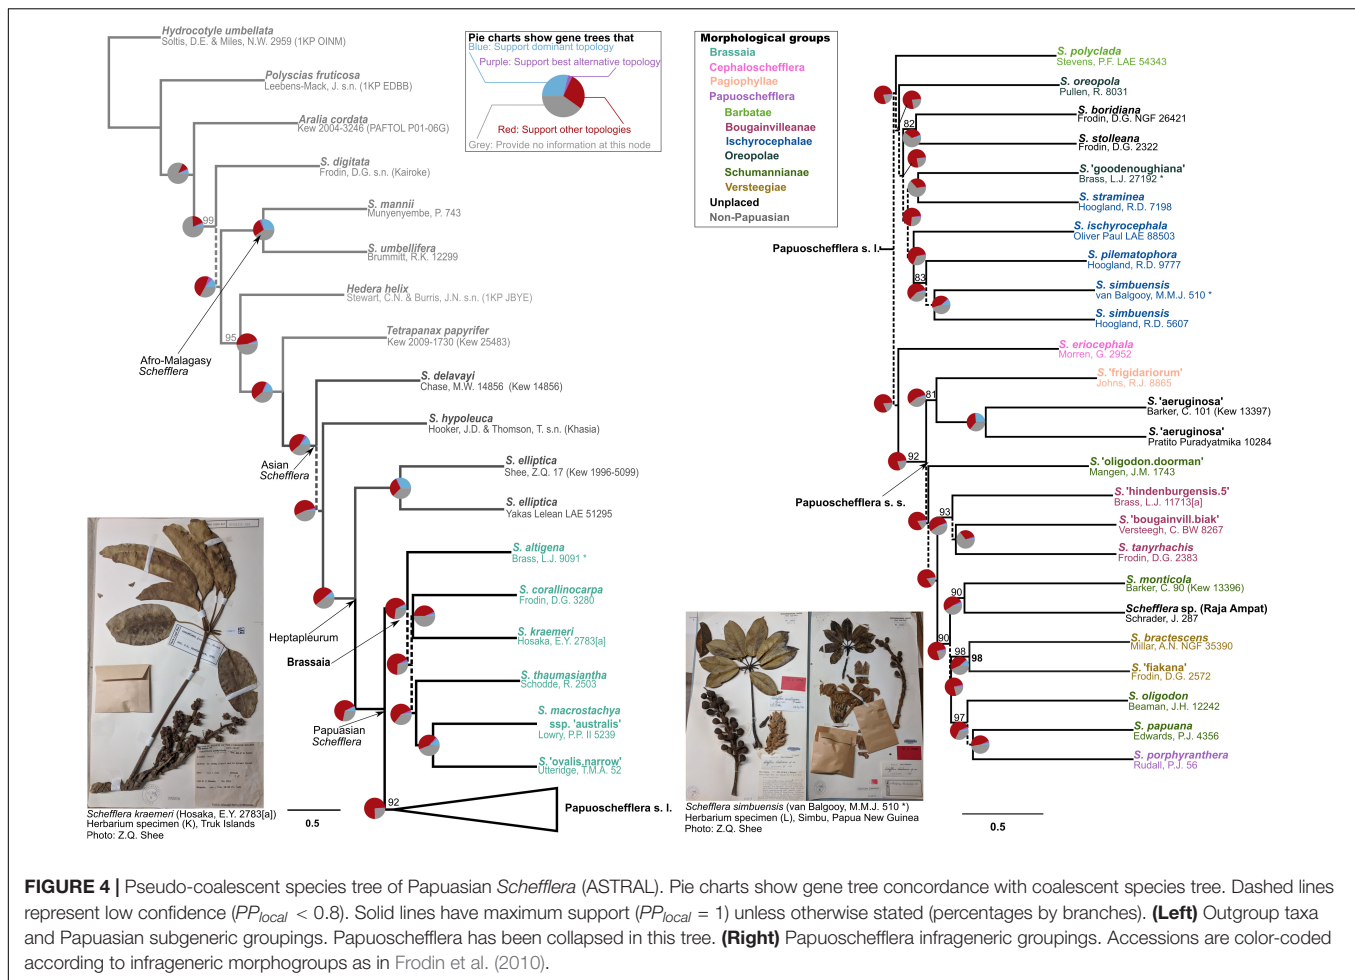 Hydrocotyle umbellata
Soltis, D.E. & Miles, N.W. 2959 (1KP OINM)
Polyscias fruticosa
Leebens-Mack, J. s.n. (1KP EDBB)
Aralia cordata
Kew 2004-3246 (PAFTOL P01-06G)
S. digitata
Frodin, D.G. s.n. (Kairoke)
99
S. mannii
Munyenyembe, P. 743
S. umbellifera
Brummitt, R.K. 12299
Hedera helix
Stewart, C.N. & Burris, J.N. s.n. (1KP JBYE)
95
Tetrapanax papyrifer
Kew 2009-1730 (Kew 25483)
Afro-Malagasy
Schefflera
S. delavayi
Chase, M.W. 14856 (Kew 14856)
S. hypoleuca
Hooker, J.D. & Thomson, T. s.n. (Khasia)
Asian
Schefflera
S. elliptica
Shee, Z.Q. 17 (Kew 1996-5099)
S. elliptica
Yakas Lelean LAE 51295
S. altigena
Brass, L.J. 9091 *
S. corallinocarpa
Frodin, D.G. 3280
S. kraemeri
Hosaka, E.Y. 2783[a]
Heptapleurum
Brassaia
S. thaumasiantha
Schodde, R. 2503
S. macrostachya
ssp. 'australis'
Lowry, P.P. II 5239
Papuasian
Schefflera
S.'ovalis.narrow'
Utteridge, T.M.A. 52
92
Papuoschefflera s. l.
0.5
Schefflera kraemeri (Hosaka, E.Y. 2783[a])
Herbarium specimen (K), Truk Islands
Photo: Z.Q. Shee
Pie charts show gene trees that
Blue: Support dominant topology
Purple: Support best alternative topology
Red: Support other topologies
Grey: Provide no information at this node
Morphological groups
Brassaia
Cephaloschefflera
Pagiophyllae
Papuoschefflera
Barbatae
Bougainvilleanae
Ischyrocephalae
Oreopolae
Schumannianae
Versteegiae
Unplaced
Non-Papuasian
S. polyclada
Stevens, P.F. LAE 54343
S. oreopola
Pullen, R. 8031
S. boridiana
Frodin, D.G. NGF 26421
82
S. stolleana
Frodin, D.G. 2322
S.'goodenoughiana'
Brass, L.J. 27192 *
S. straminea
Hoogland, R.D. 7198
S. ischyrocephala
Oliver Paul LAE 88503
Papuoschefflera s. l.
S. pilematophora
Hoogland, R.D. 9777
83
S. simbuensis
van Balgooy, M.M.J. 510 *
S. simbuensis
Hoogland, R.D. 5607
S. eriocephala
Morren, G. 2952
S.'frigidariorum'
Johns, R.J. 8865
81
S.'aeruginosa'
Barker, C. 101 (Kew 13397)
S.'aeruginosa'
Pratito Puradyatmika 10284
92
S.'oligodon.doorman'
Mangen, J.M. 1743
Papuoschefflera s. s.
S.'hindenburgensis.5'
Brass, L.J. 11713[a]
93
S.'bougainvill.biak'
Versteegh, C. BW 8267
S. tanyrhachis
Frodin, D.G. 2383
S. monticola
Barker, C. 90 (Kew 13396)
90
Schefflera sp. (Raja Ampat)
Schrader, J. 287
90
S. bractescens
Millar, A.N. NGF 35390
98
98
S.'fiakana'
Frodin, D.G. 2572
S. oligodon
Beaman, J.H. 12242
97
S. papuana
Edwards, P.J. 4356
S. porphyranthera
Rudall, P.J. 56
Schefflera simbuensis (van Balgooy, M.M.J. 510 *)
Herbarium specimen (L), Simbu, Papua New Guinea
Photo: Z.Q. Shee
0.5
FIGURE 4 | Pseudo-coalescent species tree of Papuasian Schefflera (ASTRAL). Pie charts show gene tree concordance with coalescent species tree. Dashed lines
represent low confidence (PPlocal < 0.8). Solid lines have maximum support (PPlocal = 1) unless otherwise stated (percentages by branches). (Left) Outgroup taxa
and Papuasian subgeneric groupings. Papuoschefflera has been collapsed in this tree. (Right) Papuoschefflera infrageneric groupings. Accessions are color-coded
according to infrageneric morphogroups as in Frodin et al. (2010).